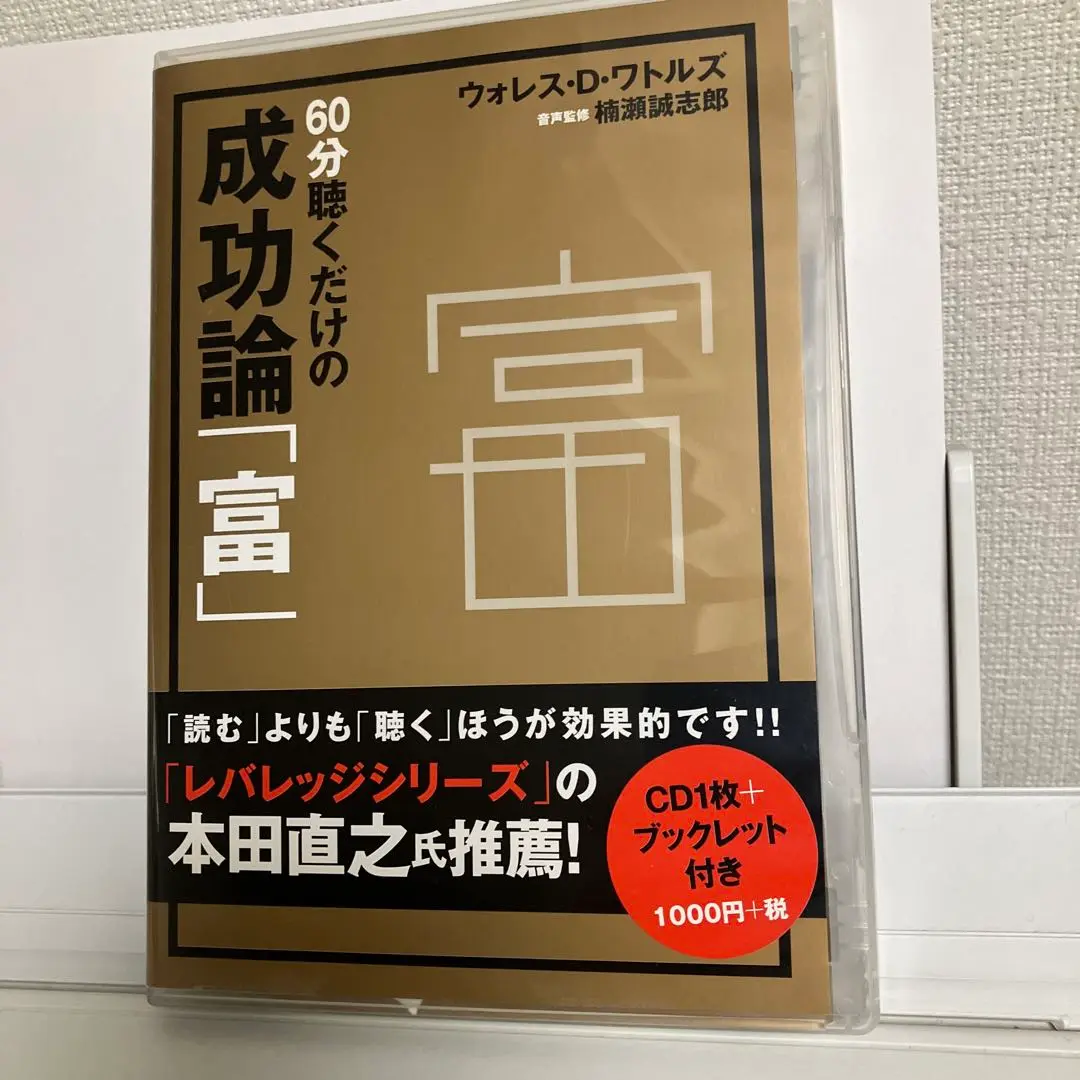 ウォレス・D・ワトルズ
音声監修 楠瀬誠志郎
60分聴くだけの
成功論「富」
富
「読む」よりも「聴く」ほうが効果的です!!
「レバレッジシリーズ」の
本田直之氏推薦!
CD1枚+
ブックレット
付き
1000円+税